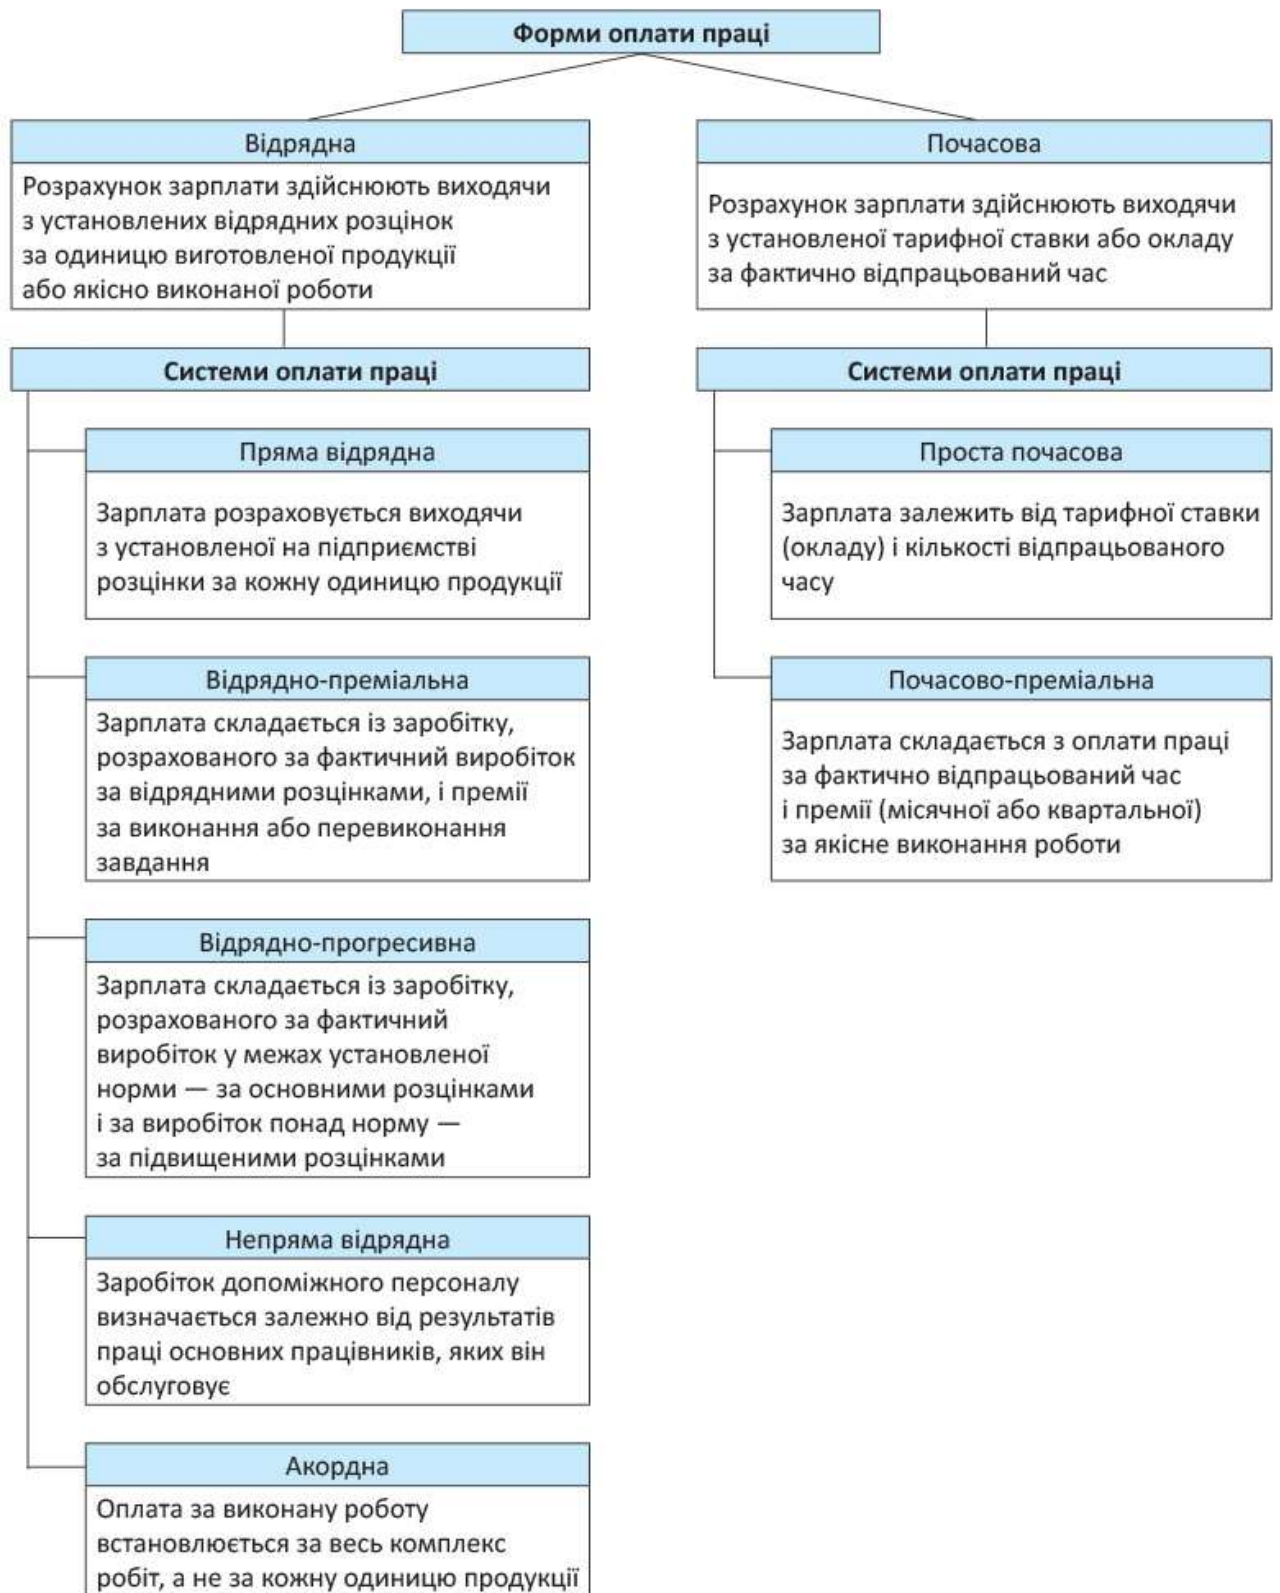 Форми оплати праці
Відрядна
Розрахунок зарплати здійснюють виходячи
з установлених відрядних розцінок
за одиницю виготовленої продукції
або якісно виконаної роботи
Системи оплати праці
Пряма відрядна
Зарплата розраховується виходячи
з установленої на підприємстві
розцінки за кожну одиницю продукції
Відрядно-преміальна
Зарплата складається із заробітку,
розрахованого за фактичний виробіток
за відрядними розцінками, і премії
за виконання або перевиконання
завдання
Відрядно-прогресивна
Зарплата складається із заробітку,
розрахованого за фактичний
виробіток у межах установленої
норми — за основними розцінками
і за виробіток понад норму —
за підвищеними розцінками
Непряма відрядна
Заробіток допоміжного персоналу
визначається залежно від результатів
праці основних працівників, яких він
обслуговує
Акордна
Оплата за виконану роботу
встановлюється за весь комплекс
робіт, а не за кожну одиницю продукції
Почасова
Розрахунок зарплати здійснюють виходячи
з установленої тарифної ставки або окладу
за фактично відпрацьований час
Системи оплати праці
Проста почасова
Зарплата залежить від тарифної ставки
(окладу) і кількості відпрацьованого
часу
Почасово-преміальна
Зарплата складається з оплати праці
за фактично відпрацьований час
і премії (місячної або квартальної)
за якісне виконання роботи